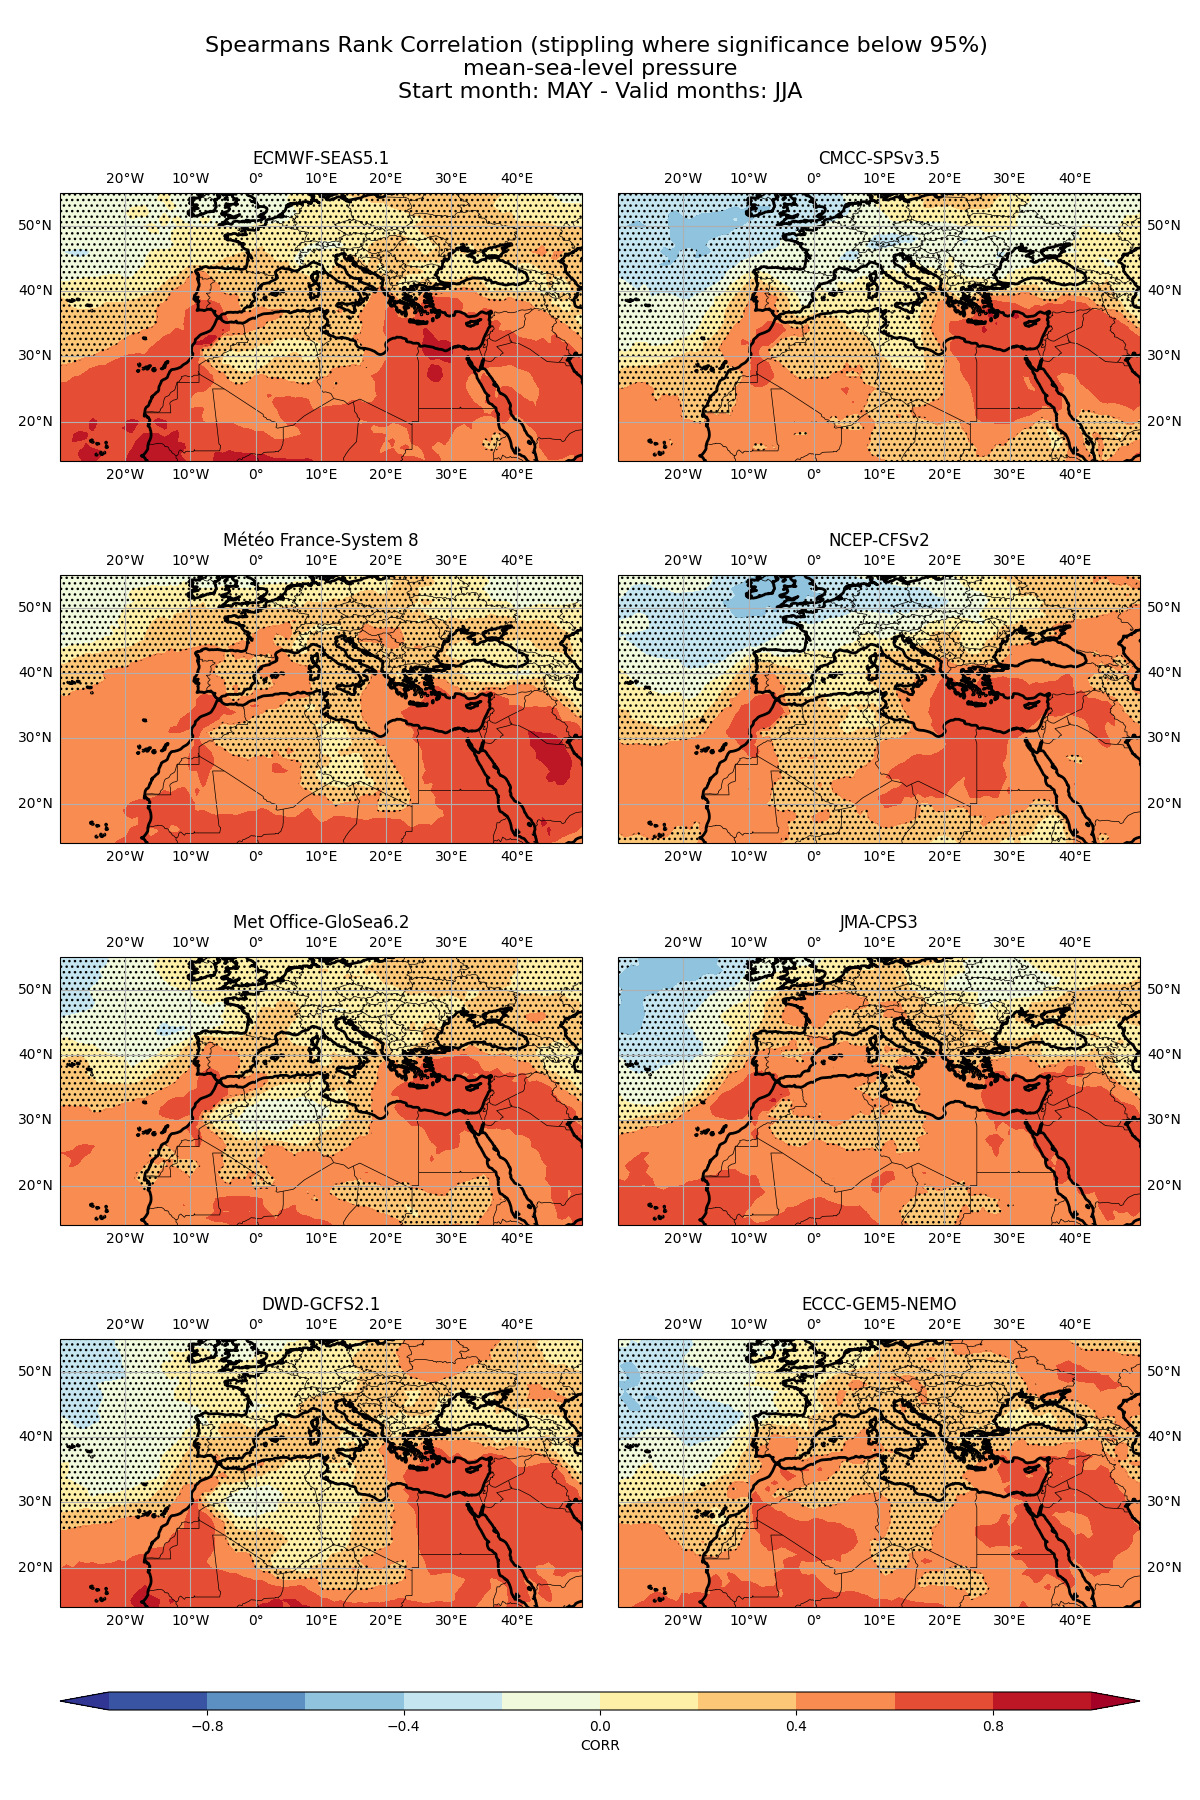 Spearmans Rank Correlation (stippling where significance below 95%)
mean-sea-level pressure
Start month: MAY - Valid months: JJA
ECMWF-SEAS5.1
20°W 10°W 0° 10°E 20°E 30°E 40°E
50°N
40°N
30°N
20°N
20°W 10°W 0° 10°E 20°E 30°E 40°E
CMCC-SPSv3.5
20°W 10°W 0° 10°E 20°E 30°E 40°E
50°N
40°N
30°N
20°N
20°W 10°W 0° 10°E 20°E 30°E 40°E
Météo France-System 8
20°W 10°W 0° 10°E 20°E 30°E 40°E
50°N
40°N
30°N
20°N
20°W 10°W 0° 10°E 20°E 30°E 40°E
NCEP-CFSv2
20°W 10°W 0° 10°E 20°E 30°E 40°E
50°N
40°N
30°N
20°N
20°W 10°W 0° 10°E 20°E 30°E 40°E
Met Office-GloSea6.2
20°W 10°W 0° 10°E 20°E 30°E 40°E
50°N
40°N
30°N
20°N
20°W 10°W 0° 10°E 20°E 30°E 40°E
JMA-CPS3
20°W 10°W 0° 10°E 20°E 30°E 40°E
50°N
40°N
30°N
20°N
20°W 10°W 0° 10°E 20°E 30°E 40°E
DWD-GCFS2.1
20°W 10°W 0° 10°E 20°E 30°E 40°E
50°N
40°N
30°N
20°N
20°W 10°W 0° 10°E 20°E 30°E 40°E
ECCC-GEM5-NEMO
20°W 10°W 0° 10°E 20°E 30°E 40°E
50°N
40°N
30°N
20°N
20°W 10°W 0° 10°E 20°E 30°E 40°E
−0.8 −0.4 0.0 0.4 0.8
CORR